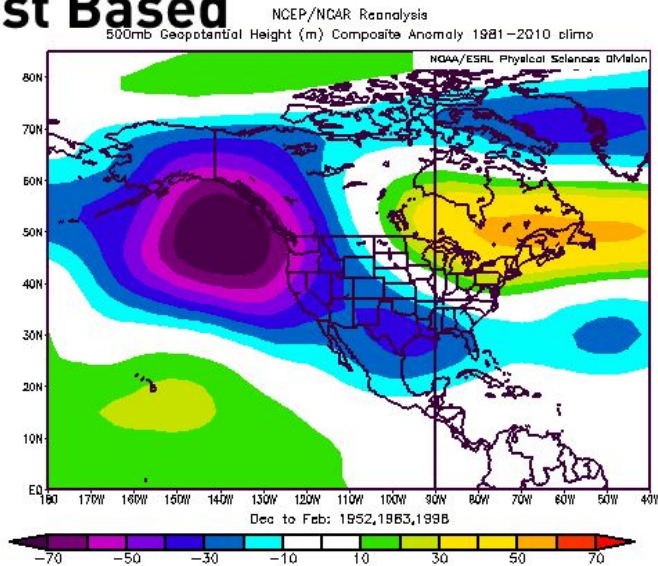 st Based
NCEP/NCAR Reanalysis
500mb Geopotential Height (m) Composite Anomaly 1981-2010 climo
NOAA/ESRL Physical Sciences Division
80N
70N
60N
50N
40N
30N
20N
10N
EQ
180 170W 160W 150W 140W 130W 120W 110W 100W 90W 80W 70W 60W 50W 40W
Dec to Feb: 1952,1983,1998
-70 -50 -30 -10 10 30 50 70